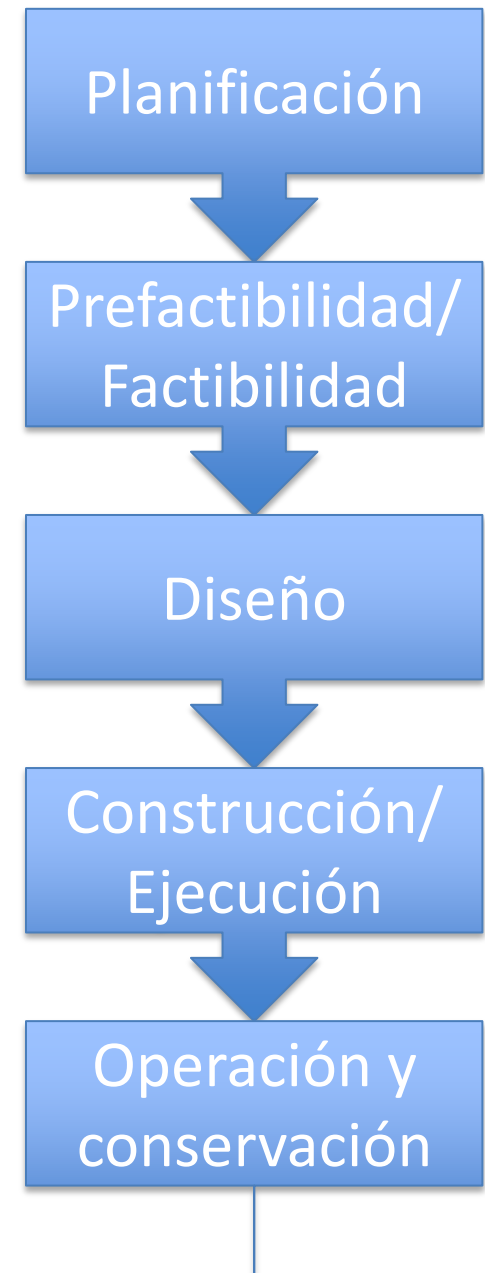 Planificación
Prefactibilidad/
Factibilidad
Diseño
Construcción/
Ejecución
Operación y
conservación